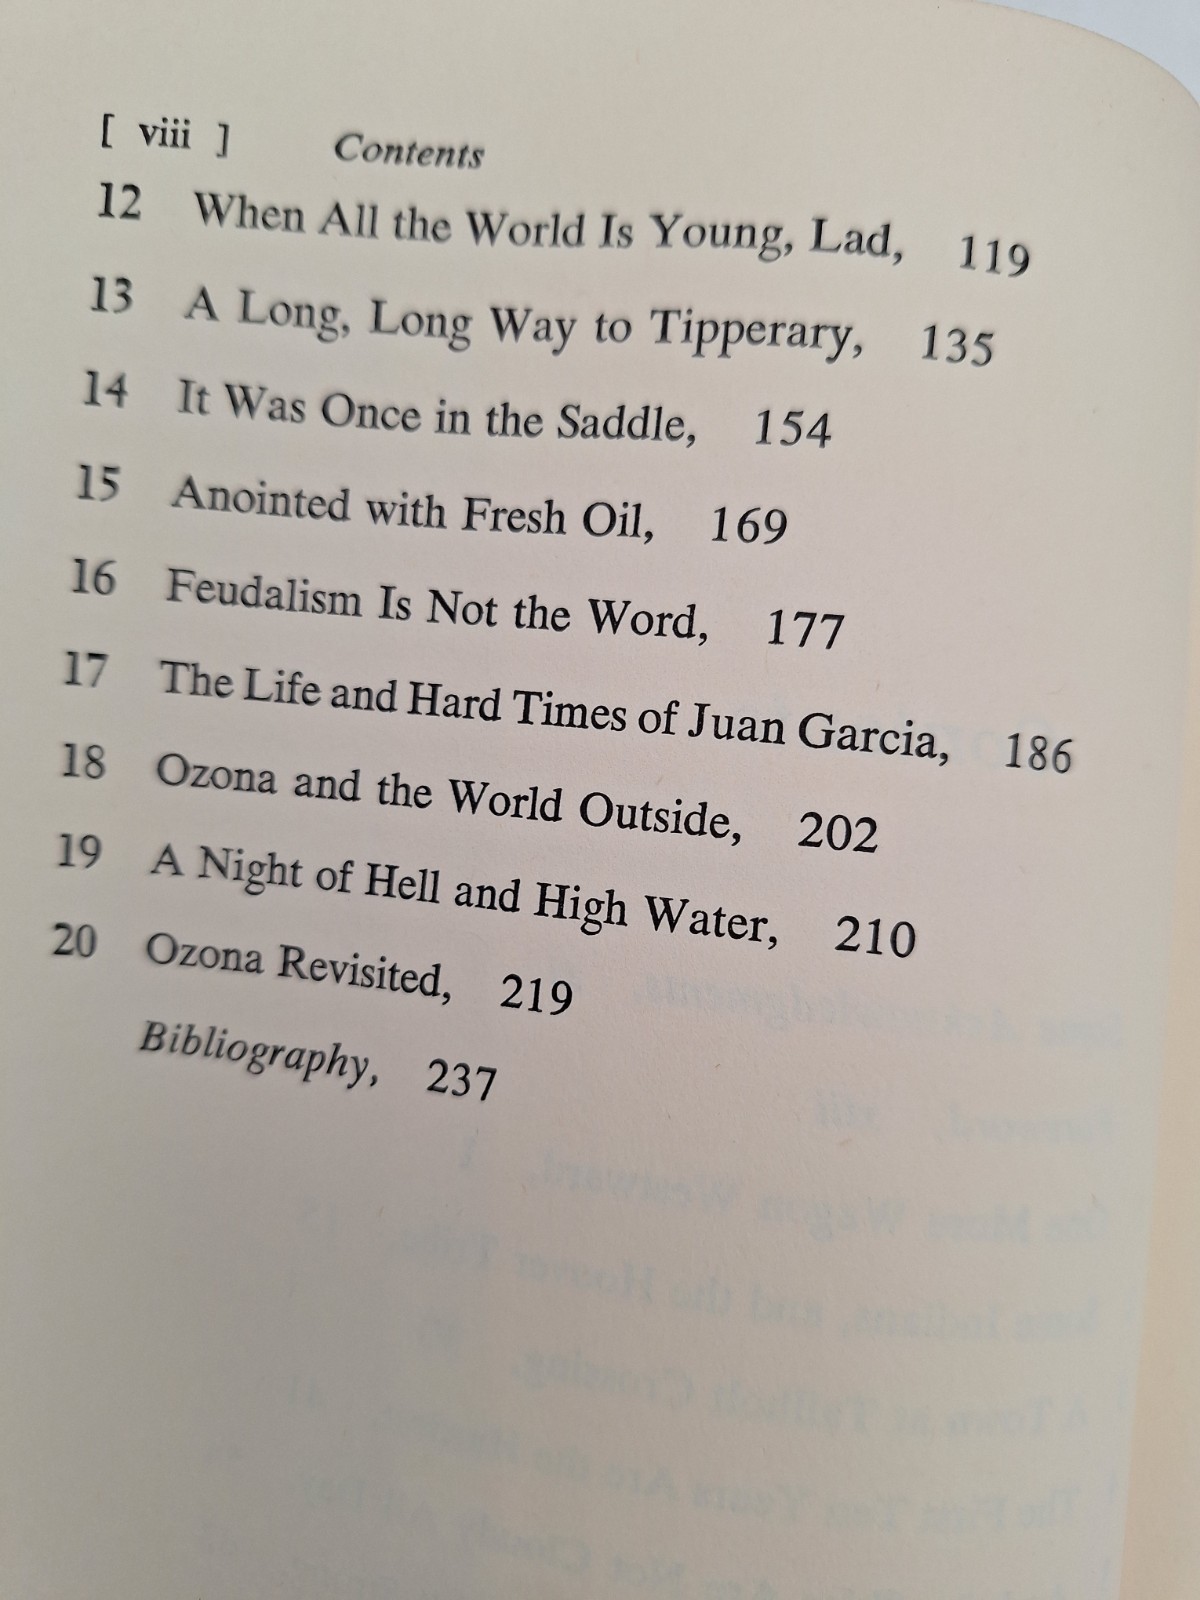 [ viii ] Contents
12 When All the World Is Young, Lad, 119
13 A Long, Long Way to Tipperary, 135
14 It Was Once in the Saddle, 154
15 Anointed with Fresh Oil, 169
16 Feudalism Is Not the Word, 177
17 The Life and Hard Times of Juan Garcia, 186
18 Ozona and the World Outside, 202
19 A Night of Hell and High Water, 210
20 Ozona Revisited, 219
Bibliography, 237